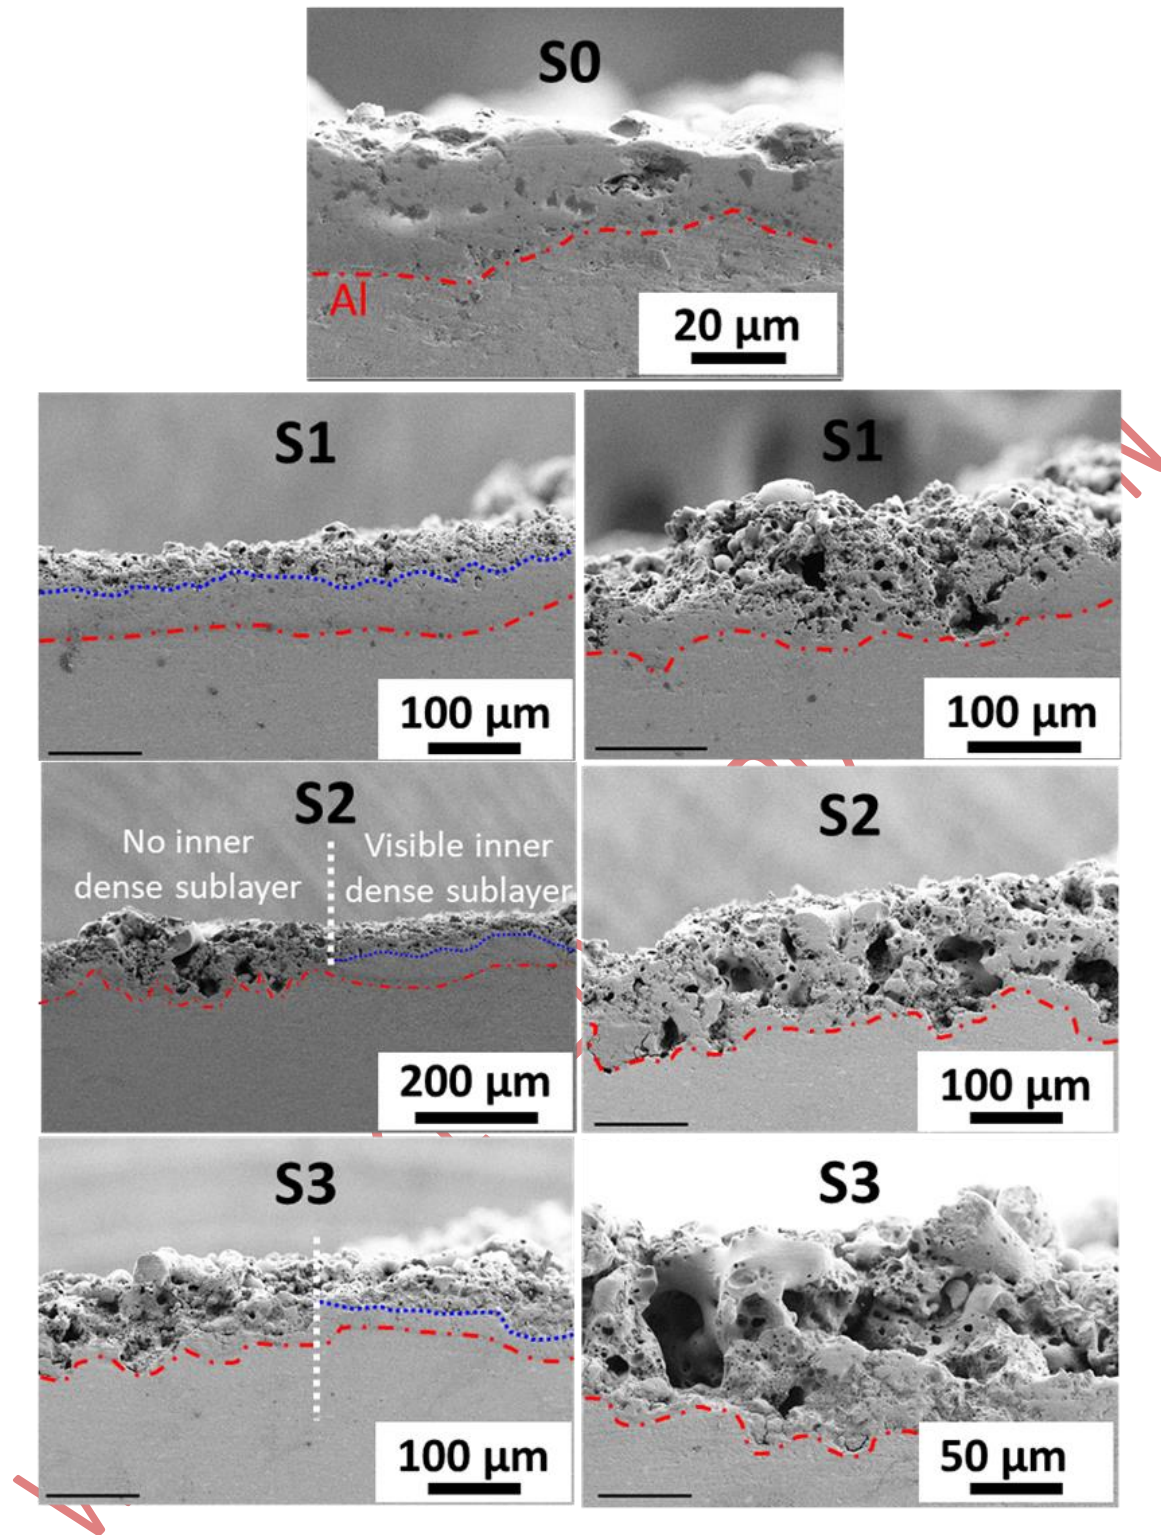 S0
Al
20 µm
S1
100 µm
S1
100 µm
S2
No inner
dense sublayer
Visible inner
dense sublayer
200 µm
S2
100 µm
S3
100 µm
S3
50 µm